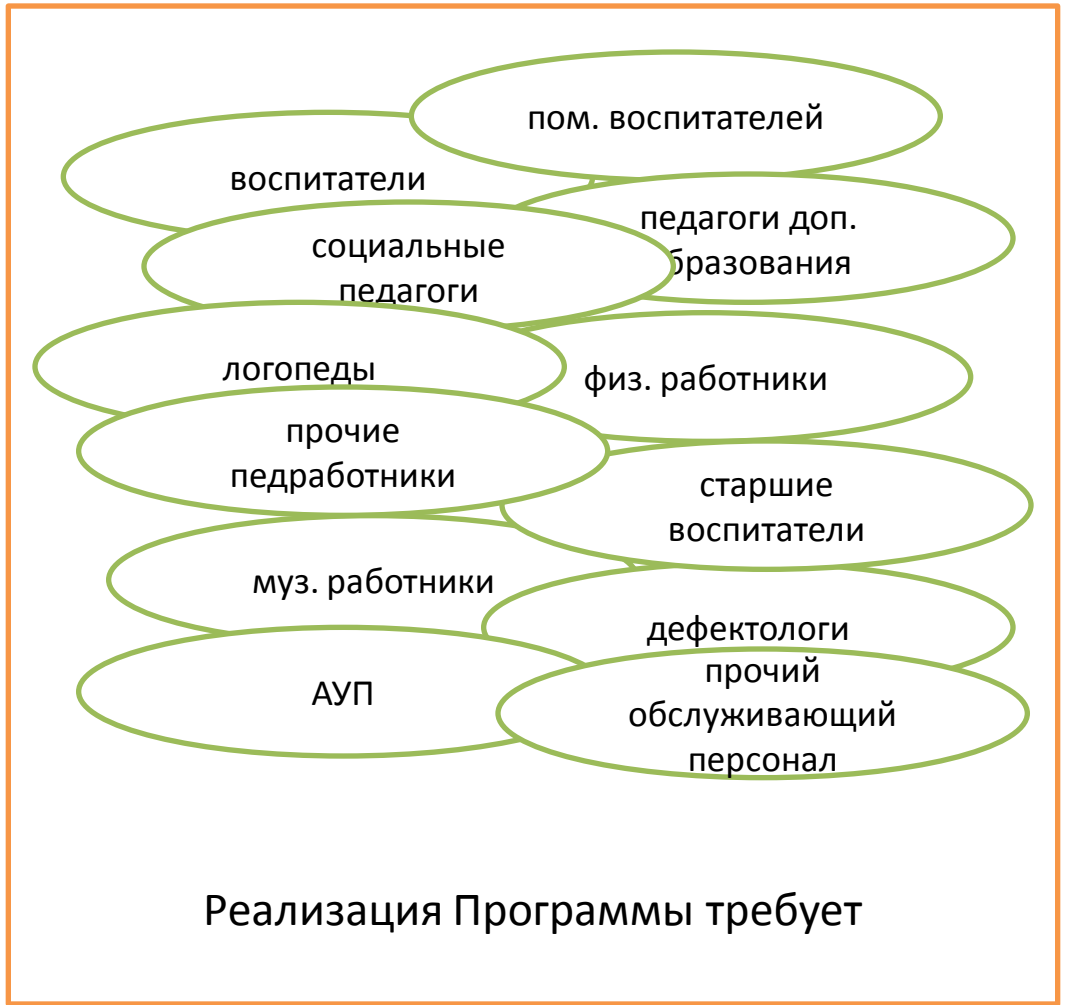 пом. воспитателей
воспитатели
педагоги доп.
бразования
социальные
педагоги
логопеды
физ. работники
прочие
педработники
старшие
воспитатели
муз. работники
дефектологи
АУП
прочий
обслуживающий
персонал
Реализация Программы требует